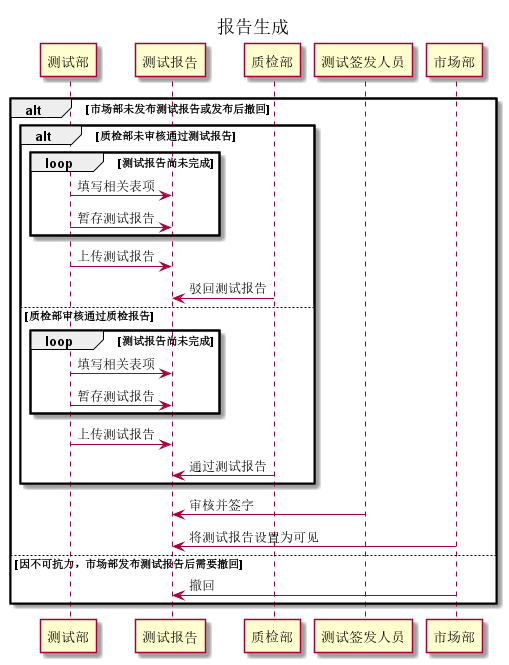 报告生成
测试部 测试报告 质检部 测试签发人员 市场部
alt [市场部未发布测试报告或发布后撤回]
alt [质检部未审核通过测试报告]
loop [测试报告尚未完成]
填写相关表项
暂存测试报告
上传测试报告
驳回测试报告
[质检部审核通过质检报告]
loop [测试报告尚未完成]
填写相关表项
暂存测试报告
上传测试报告
通过测试报告
审核并签字
将测试报告设置为可见
[因不可抗力，市场部发布测试报告后需要撤回]
撤回
测试部 测试报告 质检部 测试签发人员 市场部